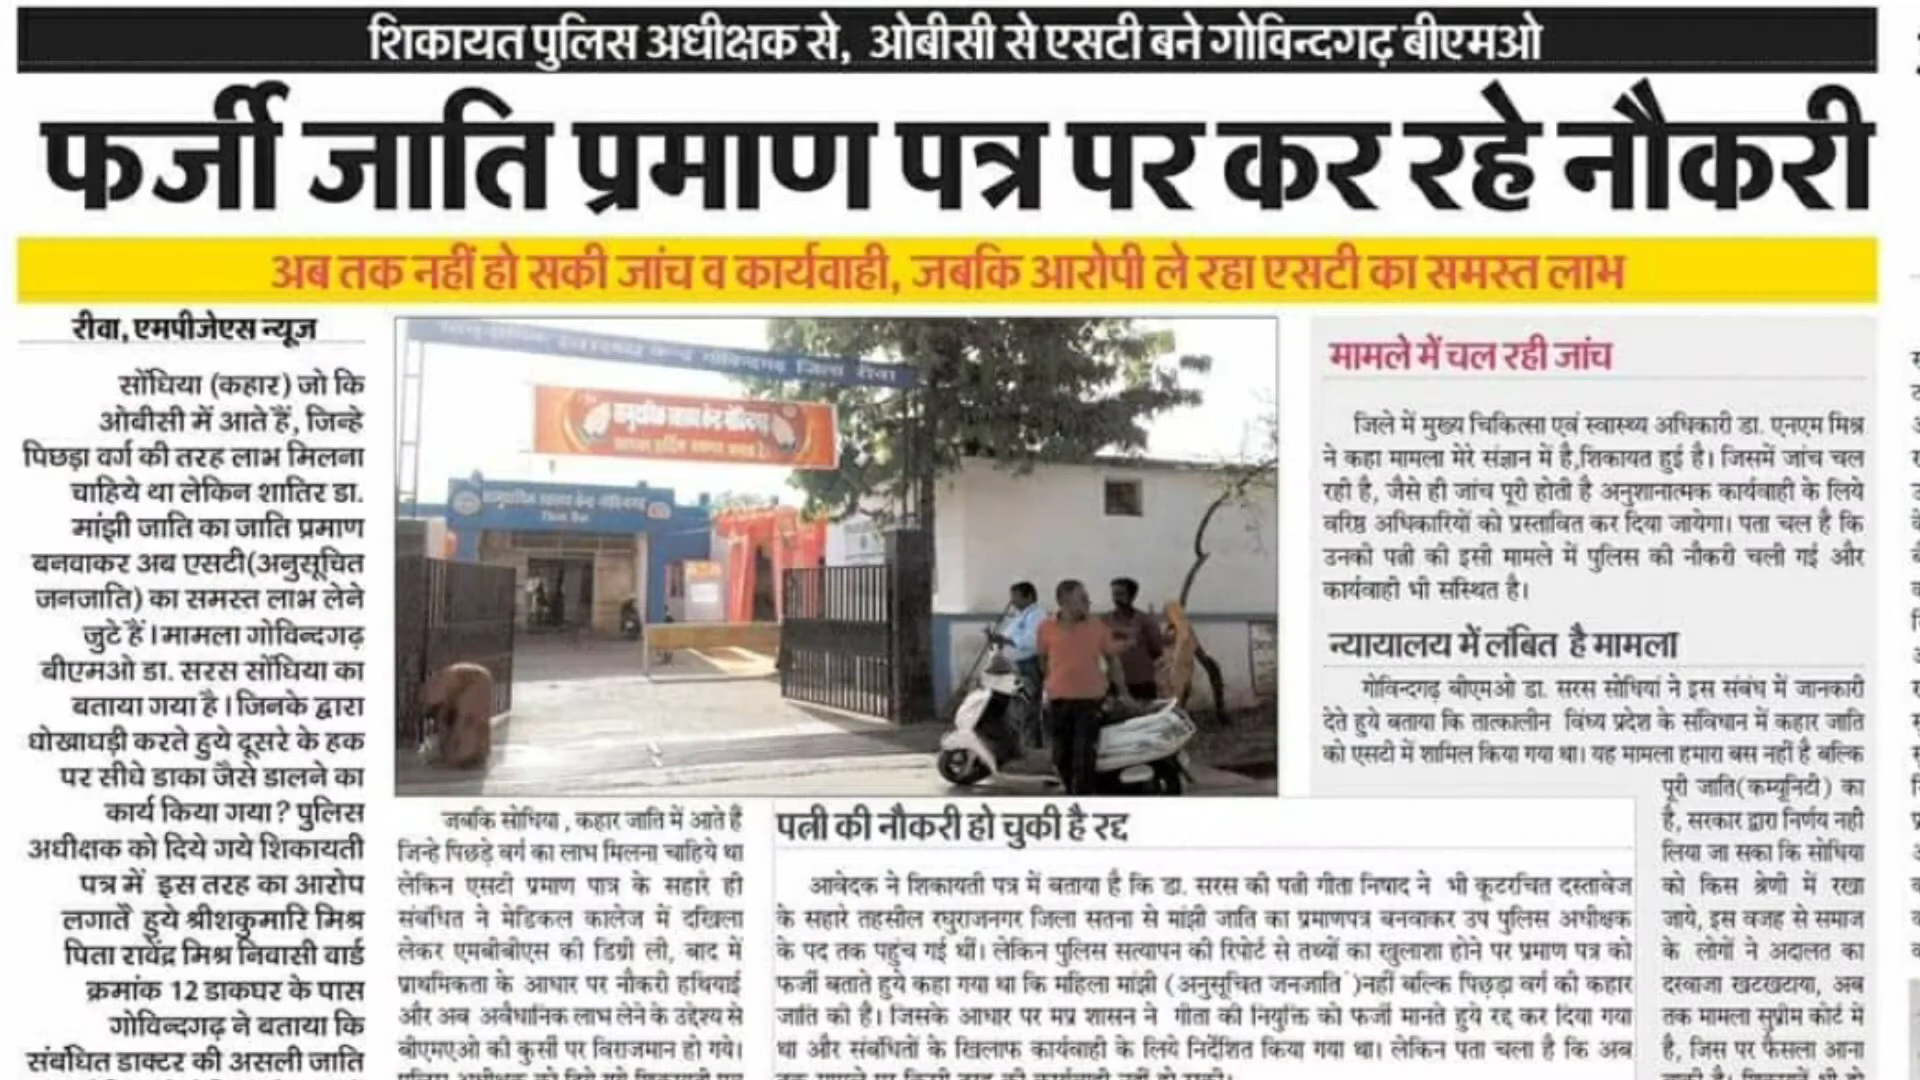 शिकायत पुलिस अधीक्षक से, ओबीसी से एसटी बने गोविन्दगढ़ बीएमओ
फर्जी जाति प्रमाण पत्र पर कर रहे नौकरी
अब तक नहीं हो सकी जांच व कार्यवाही, जबकि आरोपी ले रहा एसटी का समस्त लाभ
रीवा, एमपीजेएस न्यूज
सोंधिया (कहार) जो कि
ओबीसी में आते हैं, जिन्हे
पिछड़ा वर्ग की तरह लाभ मिलना
चाहिये था लेकिन शातिर डा.
मांझी जाति का जाति प्रमाण
बनवाकर अब एसटी(अनुसूचित
जनजाति) का समस्त लाभ लेने
जुटे हैं। मामला गोविन्दगढ़
बीएमओ डा. सरस सोंधिया का
बताया गया है। जिनके द्वारा
धोखाधड़ी करते हुये दूसरे के हक
पर सीधे डाका जैसे डालने का
कार्य किया गया? पुलिस
अधीक्षक को दिये गये शिकायती
पत्र में इस तरह का आरोप
लगाते हुये श्रीशकुमारि मिश्र
पिता रावेंद्र मिश्र निवासी वार्ड
क्रमांक 12 डाकघर के पास
गोविन्दगढ़ ने बताया कि
संबंधित डाक्टर की असली जाति
जबकि सोधिया, कहार जाति में आते हैं
जिन्हे पिछड़े वर्ग का लाभ मिलना चाहिये था
लेकिन एसटी प्रमाण पात्र के सहारे ही
संबंधित ने मेडिकल कालेज में दखिला
लेकर एमबीबीएस की डिग्री ली, बाद में
प्राथमिकता के आधार पर नौकरी हथियाई
और अब अवैधानिक लाभ लेने के उद्देश्य से
बीएमएओ की कुर्सी पर विराजमान हो गये।
पत्नी की नौकरी हो चुकी है रद्द
आवेदक ने शिकायती पत्र में बताया है कि डा. सरस की पत्नी गीता निषाद ने भी कूटरचित दस्तावेज
के सहारे तहसील रघुराजनगर जिला सतना से मांझी जाति का प्रमाणपत्र बनवाकर उप पुलिस अधीक्षक
के पद तक पहुंच गई थीं। लेकिन पुलिस सत्यापन की रिपोर्ट से तथ्यों का खुलाशा होने पर प्रमाण पत्र को
फर्जी बताते हुये कहा गया था कि महिला मांझी (अनुसूचित जनजाति )नहीं बल्कि पिछड़ा वर्ग की कहार
जाति की है। जिसके आधार पर मप्र शासन ने गीता की नियुक्ति को फर्जी मानते हुये रद्द कर दिया गया
था और संबंधितों के खिलाफ कार्यवाही के लिये निर्देशित किया गया था। लेकिन पता चला है कि अब
मामले में चल रही जांच
जिले में मुख्य चिकित्सा एवं स्वास्थ्य अधिकारी डा. एनएम मिश्र
ने कहा मामला मेरे संज्ञान में है,शिकायत हुई है। जिसमें जांच चल
रही है, जैसे ही जांच पूरी होती है अनुशानात्मक कार्यवाही के लिये
वरिष्ठ अधिकारियों को प्रस्तावित कर दिया जायेगा। पता चल है कि
उनकी पत्नी की इसी मामले में पुलिस की नौकरी चली गई और
कार्यवाही भी संस्थित है।
न्यायालय में लंबित है मामला
गोविन्दगढ़ बीएमओ डा. सरस सोधियां ने इस संबंध में जानकारी
देते हुये बताया कि तात्कालीन विंध्य प्रदेश के संविधान में कहार जाति
को एसटी में शामिल किया गया था। यह मामला हमारा बस नहीं है बल्कि
पूरी जाति(कम्यूनिटी) का
है, सरकार द्वारा निर्णय नही
लिया जा सका कि सोधिया
को किस श्रेणी में रखा
जाये, इस वजह से समाज
के लोगों ने अदालत का
दरवाजा खटखटाया, अब
तक मामला सुप्रीम कोर्ट में
है, जिस पर फैसला आना